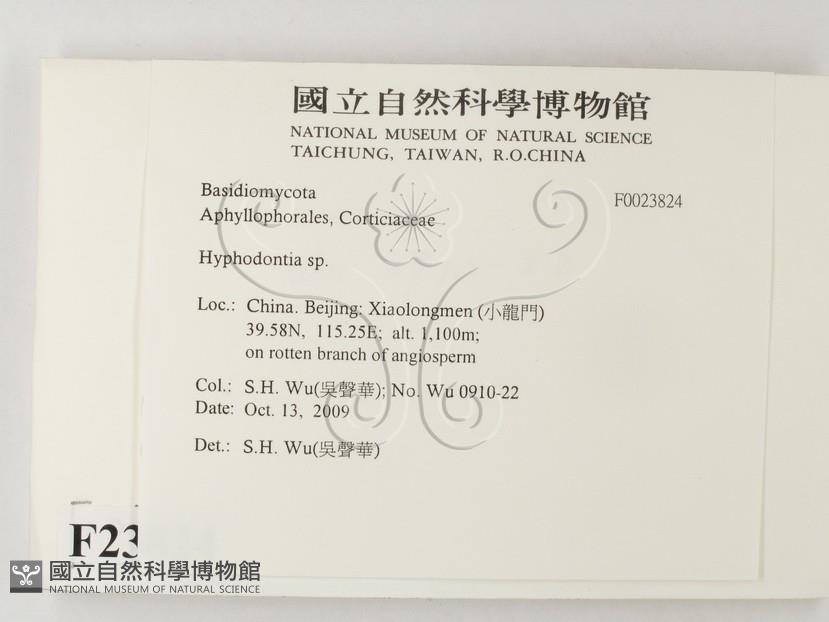 國立自然科學博物館
NATIONAL MUSEUM OF NATURAL SCIENCE
TAICHUNG, TAIWAN, R.O.CHINA
Basidiomycota
F0023824
Aphyllophorales, Corticiaceae
Hyphodontia sp.
Loc.: China. Beijing: Xiaolongmen (小龍門)
39.58N, 115.25E; alt. 1,100m;
on rotten branch of angiosperm
Col.: S.H. Wu(吳聲華); No. Wu 0910-22
Date: Oct. 13, 2009
Det.: S.H. Wu(吳聲華)
F23
國立自然科學博物館
NATIONAL MUSEUM OF NATURAL SCIENCE